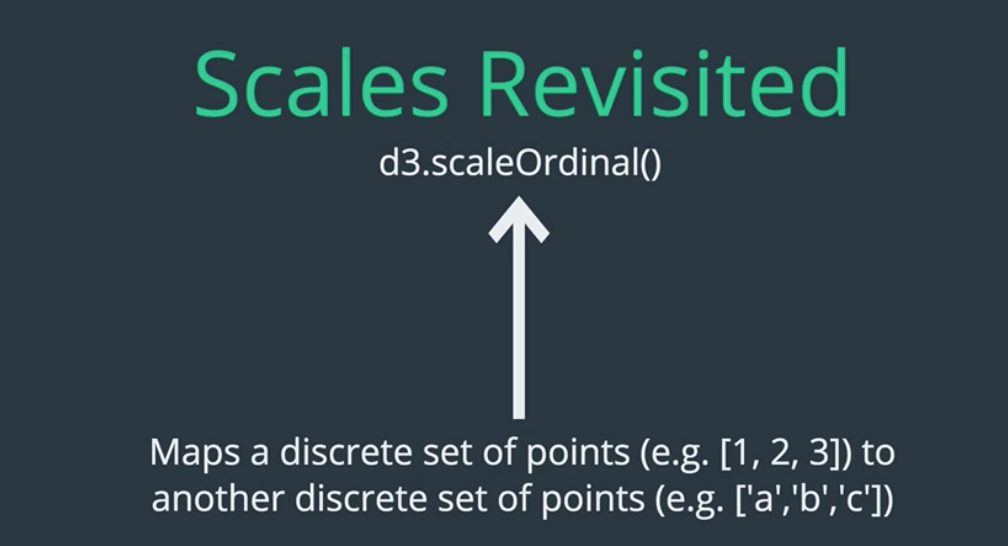 Scales Revisited
d3.scaleOrdinal()
Maps a discrete set of points (e.g. [1, 2, 3]) to
another discrete set of points (e.g. ['a','b','c'])